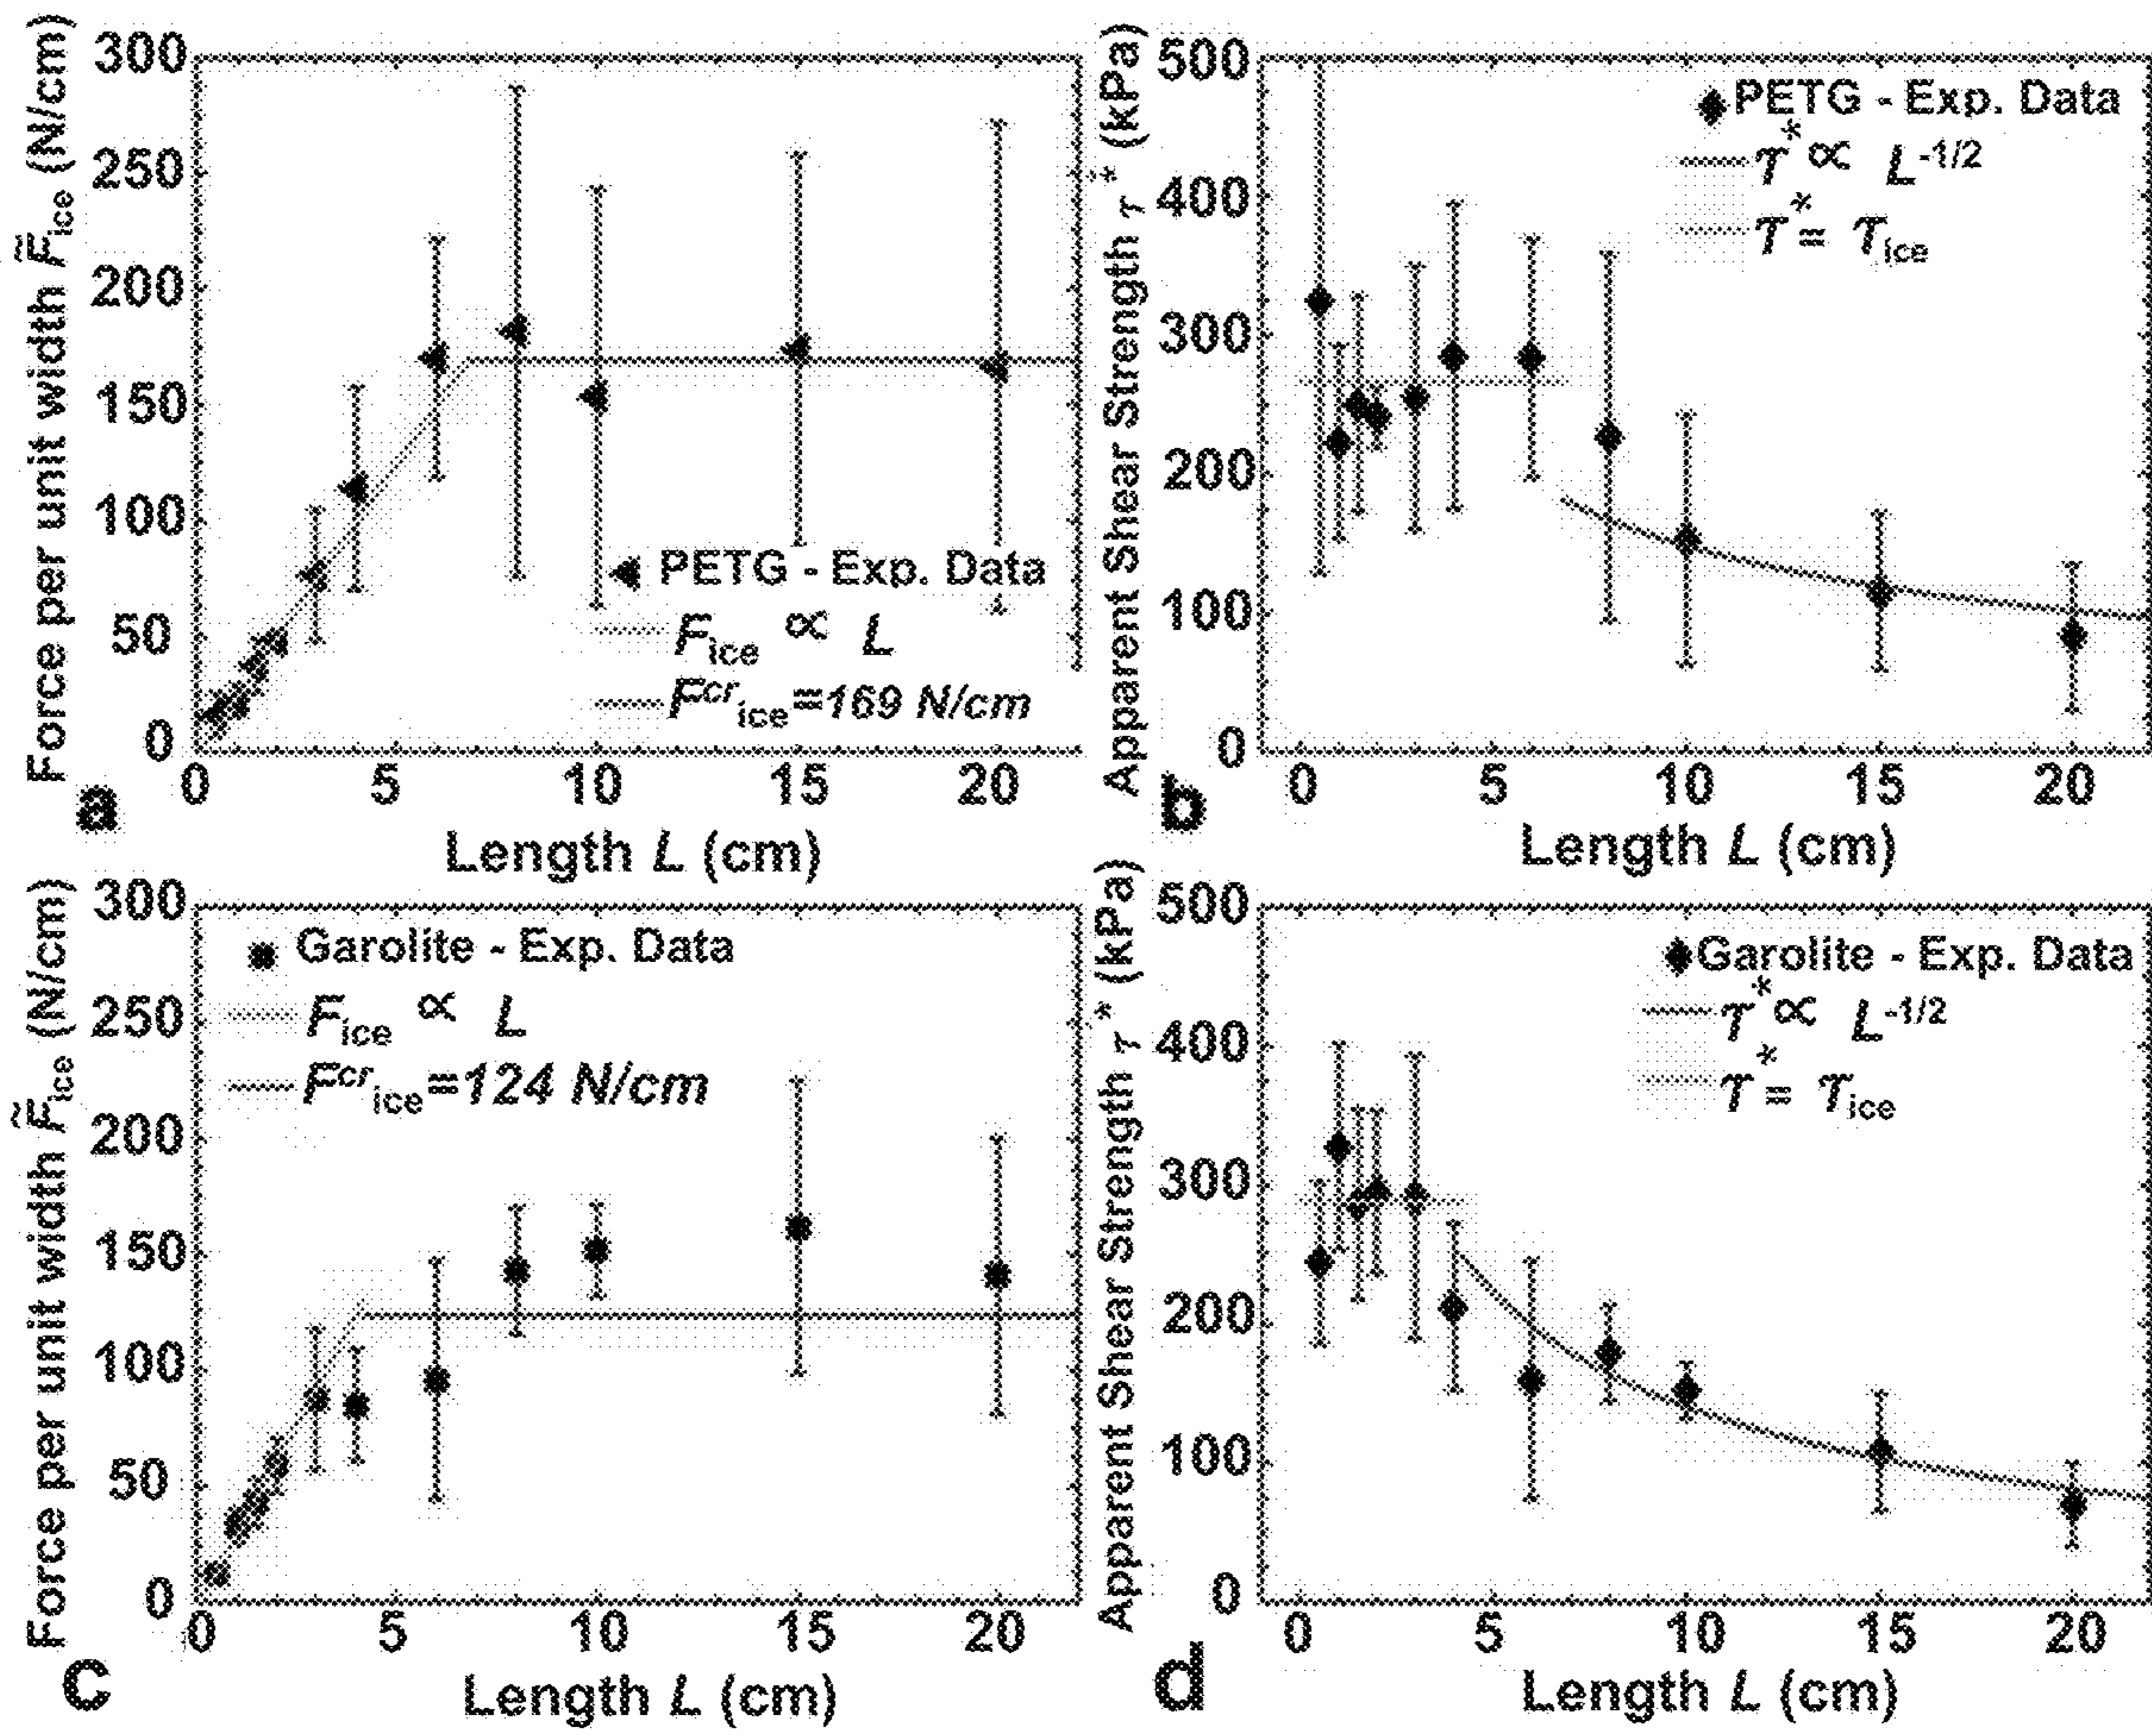 Force per unit width F̃ice (N/cm)
300
250
200
150
100
50
0
PETG - Exp. Data
Fice ∝ L
Fcrice=169 N/cm
0 5 10 15 20
a
Length L (cm)
Apparent Shear Strength τ* (kPa)
500
400
300
200
100
0
PETG - Exp. Data
τ* ∝ L-1/2
τ* = τice
0 5 10 15 20
b
Length L (cm)
Force per unit width F̃ice (N/cm)
300
250
200
150
100
50
0
Garolite - Exp. Data
Fice ∝ L
Fcrice=124 N/cm
0 5 10 15 20
c
Length L (cm)
Apparent Shear Strength τ* (kPa)
500
400
300
200
100
0
Garolite - Exp. Data
τ* ∝ L-1/2
τ* = τice
0 5 10 15 20
d
Length L (cm)